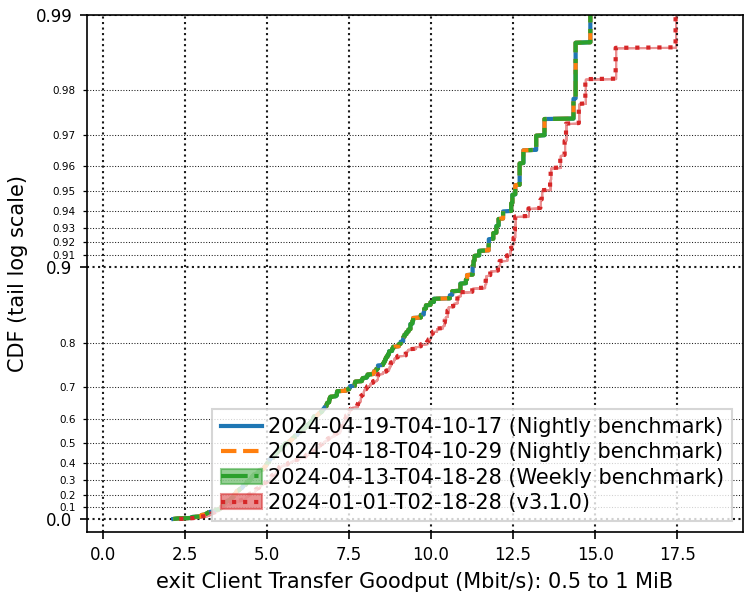 CDF (tail log scale)
0.99
0.98
0.97
0.96
0.95
0.94
0.93
0.92
0.91
0.9
0.8
0.7
0.6
0.5
0.4
0.3
0.2
0.1
0.0
2024-04-19-T04-10-17 (Nightly benchmark)
2024-04-18-T04-10-29 (Nightly benchmark)
2024-04-13-T04-18-28 (Weekly benchmark)
2024-01-01-T02-18-28 (v3.1.0)
0.0 2.5 5.0 7.5 10.0 12.5 15.0 17.5
exit Client Transfer Goodput (Mbit/s): 0.5 to 1 MiB